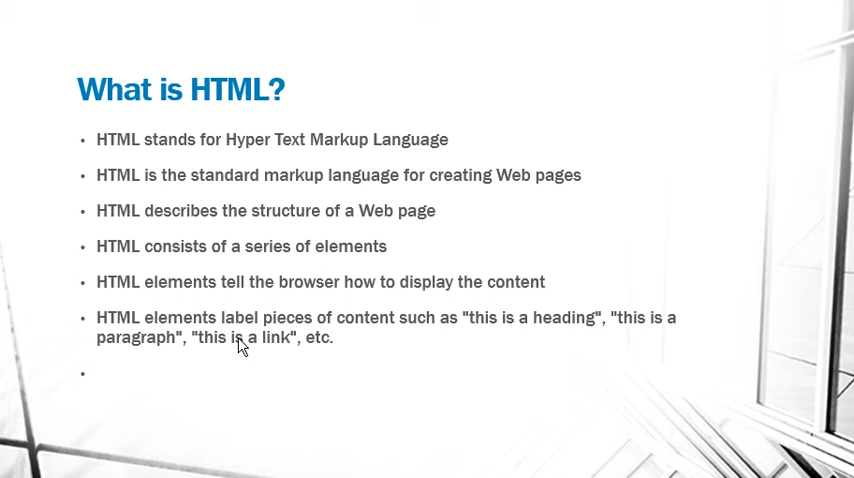 What is HTML?
• HTML stands for Hyper Text Markup Language
• HTML is the standard markup language for creating Web pages
• HTML describes the structure of a Web page
• HTML consists of a series of elements
• HTML elements tell the browser how to display the content
• HTML elements label pieces of content such as "this is a heading", "this is a
paragraph", "this is a link", etc.
•